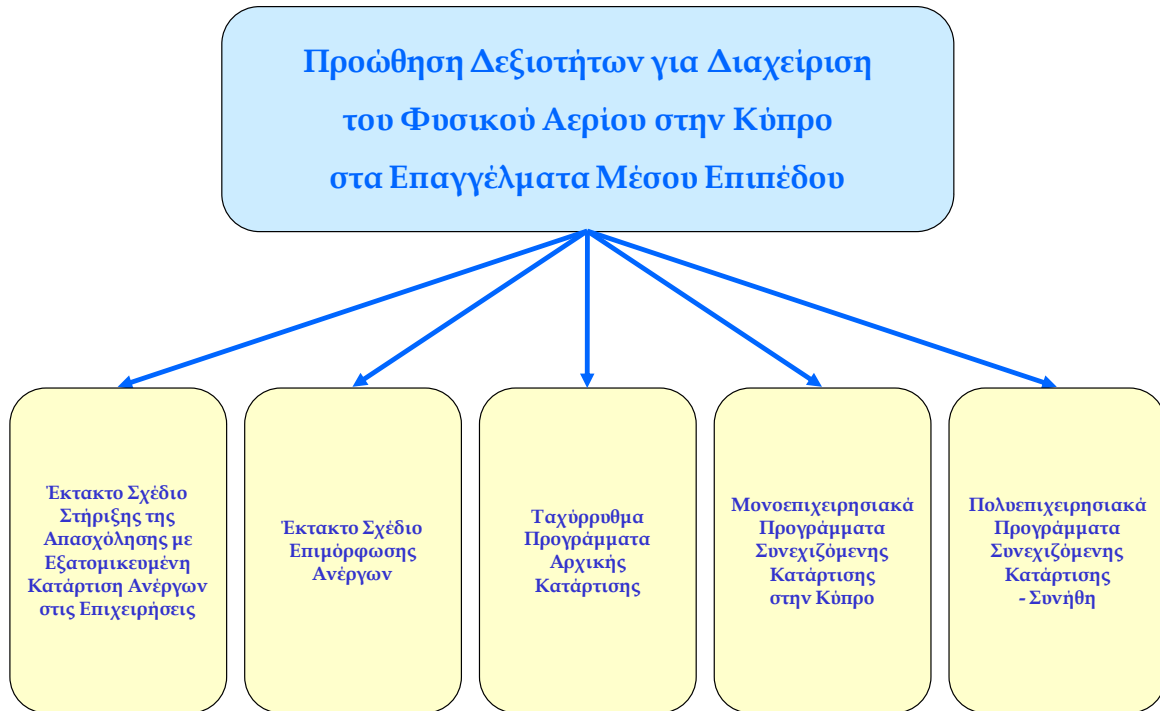 Προώθηση Δεξιοτήτων για Διαχείριση
του Φυσικού Αερίου στην Κύπρο
στα Επαγγέλματα Μέσου Επιπέδου
Έκτακτο Σχέδιο
Στήριξης της
Απασχόλησης με
Εξατομικευμένη
Κατάρτιση Ανέργων
στις Επιχειρήσεις
Έκτακτο Σχέδιο
Επιμόρφωσης
Ανέργων
Ταχύρρυθμα
Προγράμματα
Αρχικής
Κατάρτισης
Μονοεπιχειρησιακά
Προγράμματα
Συνεχιζόμενης
Κατάρτισης
στην Κύπρο
Πολυεπιχειρησιακά
Προγράμματα
Συνεχιζόμενης
Κατάρτισης
- Συνήθη